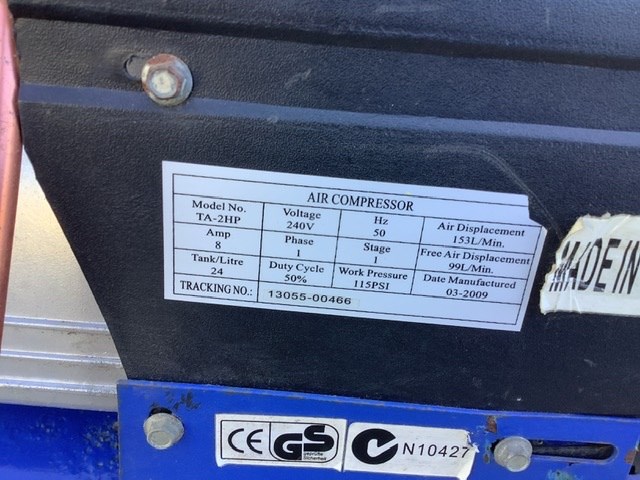 AIR COMPRESSOR
Model No. Voltage Hz Air Displacement
TA-2HP 240V 50 153L/Min.
Amp Phase Stage Free Air Displacement
8 1 1 99L/Min.
Tank/Litre Duty Cycle Work Pressure Date Manufactured
24 50% 115PSI 03-2009
TRACKING NO.: 13055-00466
MADE IN
CE GS geprüfte Sicherheit N10427